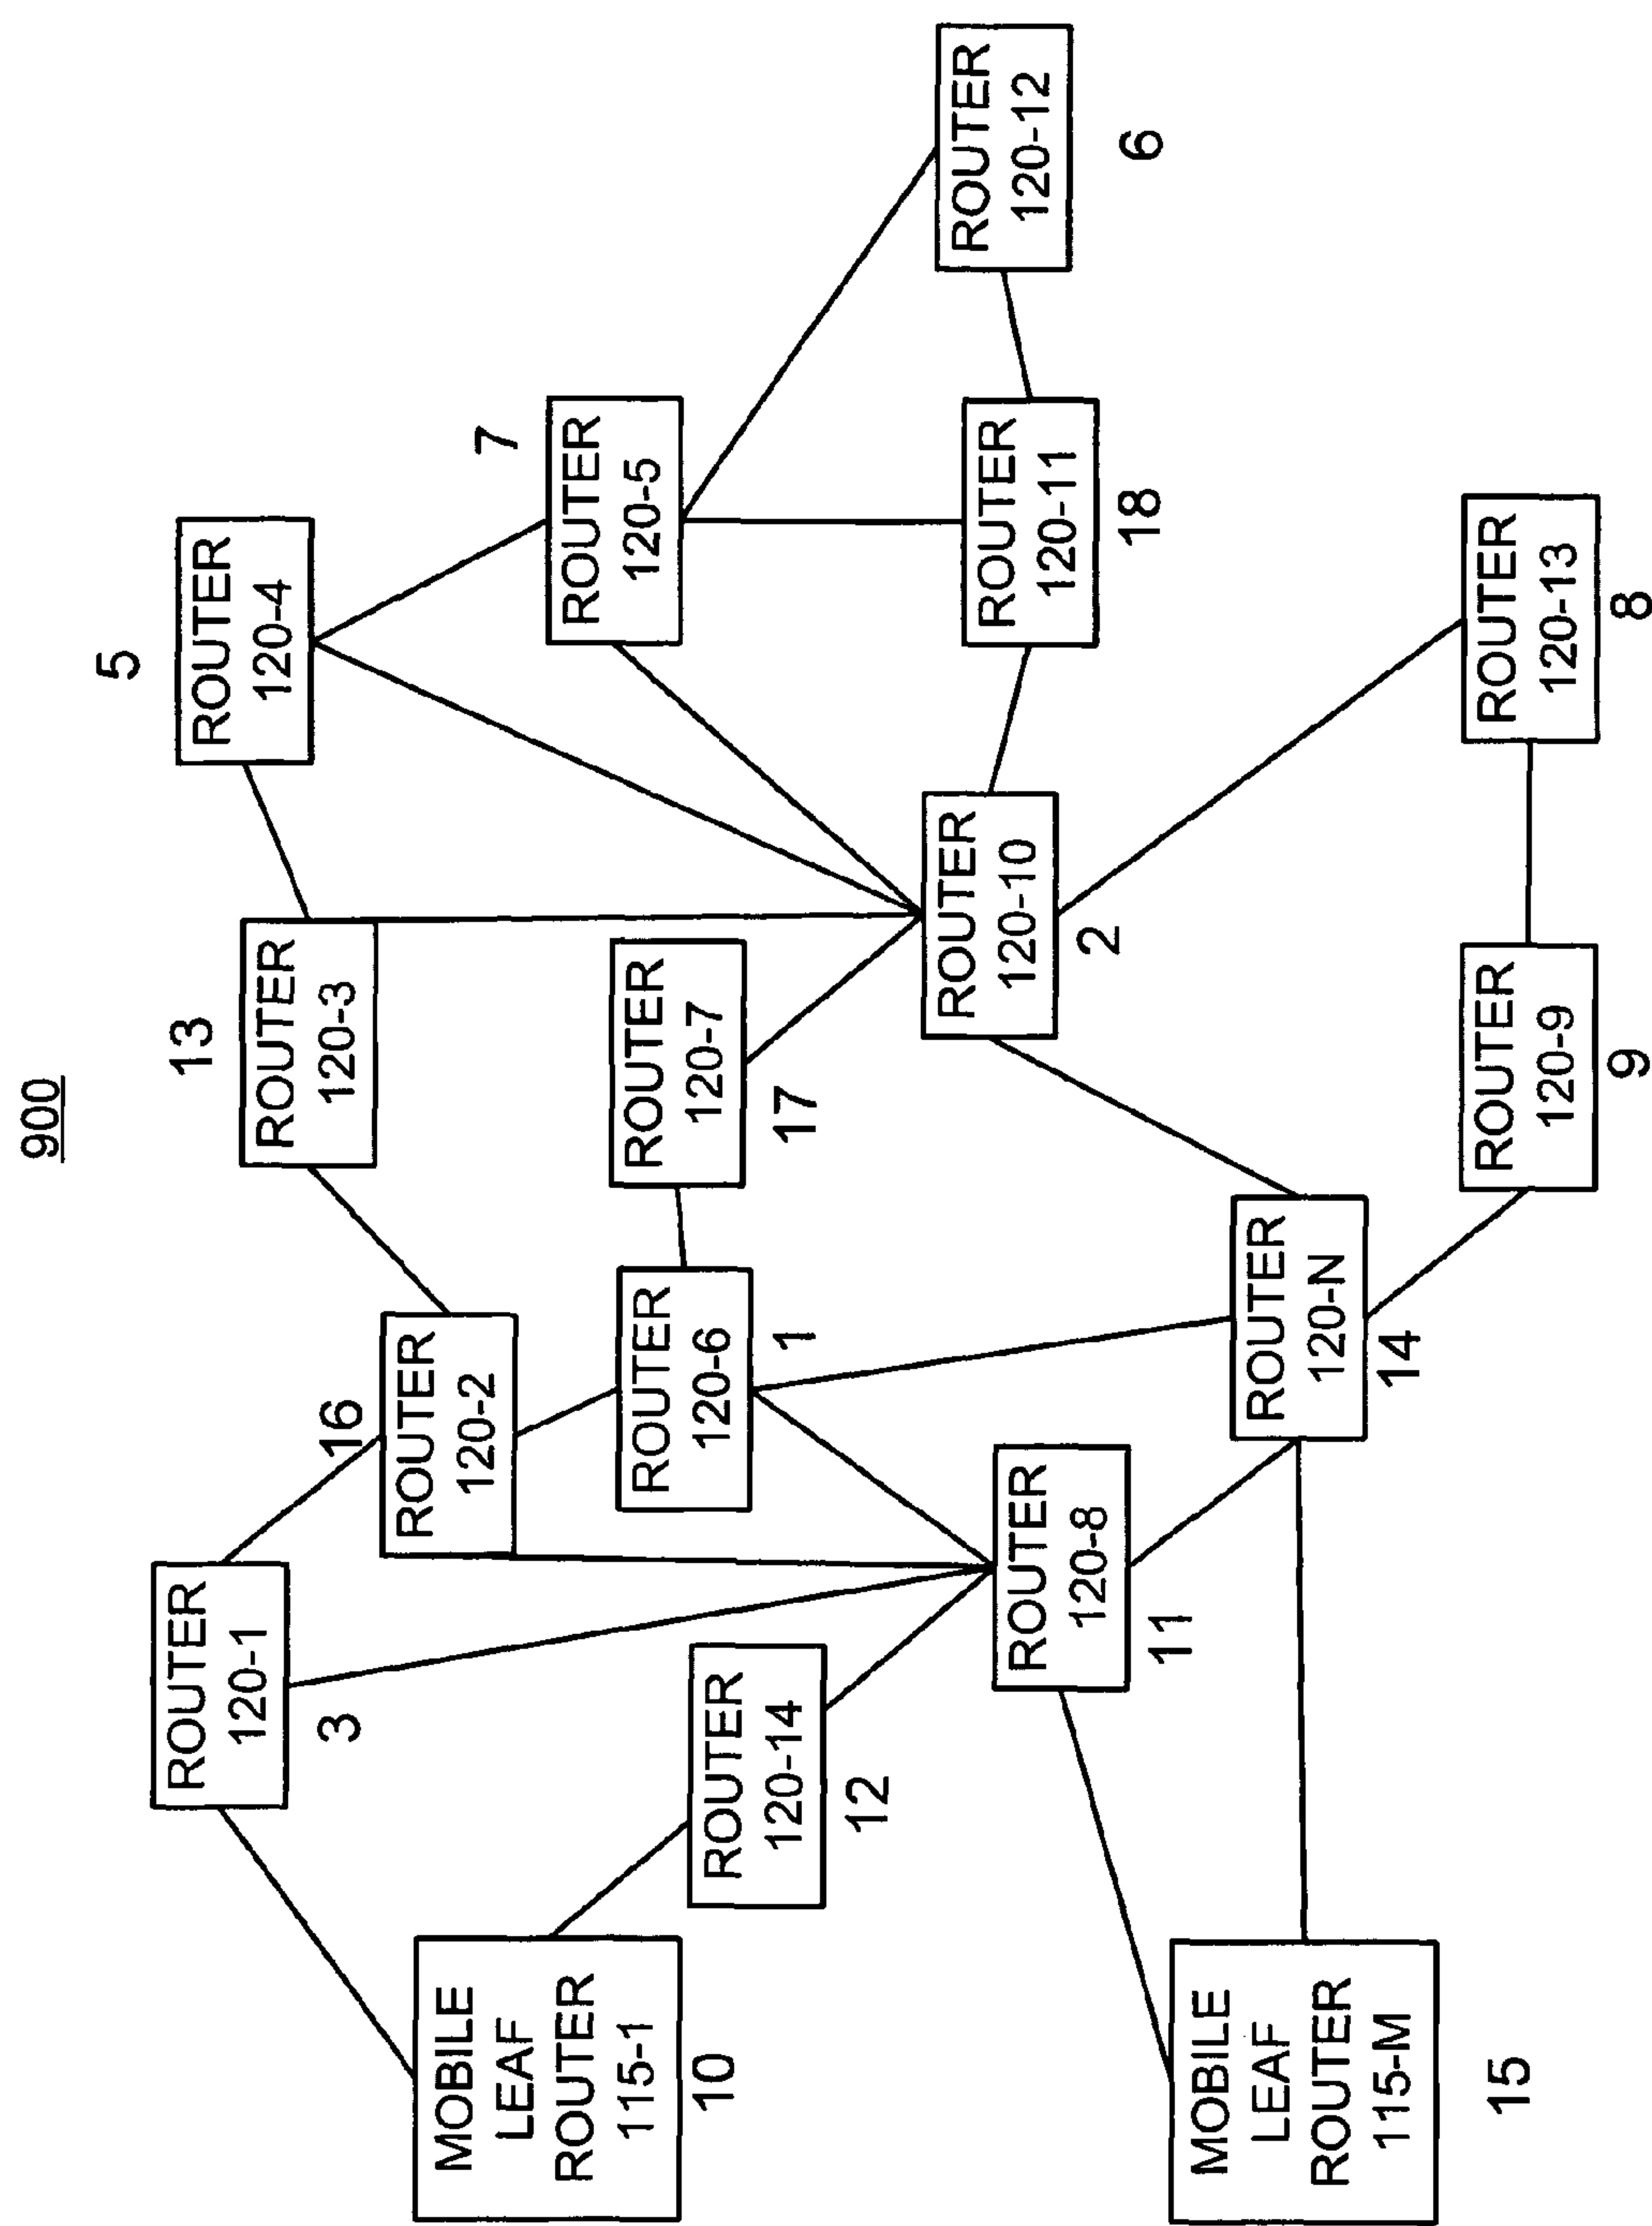 900
5
ROUTER
120-4
13
ROUTER
120-3
3
ROUTER
120-1
16
ROUTER
120-2
7
ROUTER
120-5
17
ROUTER
120-7
1
ROUTER
120-6
MOBILE
LEAF
ROUTER
115-1
10
ROUTER
120-14
12
ROUTER
120-8
11
ROUTER
120-10
2
ROUTER
120-11
18
ROUTER
120-12
6
MOBILE
LEAF
ROUTER
115-M
15
ROUTER
120-N
14
ROUTER
120-9
9
ROUTER
120-13
8